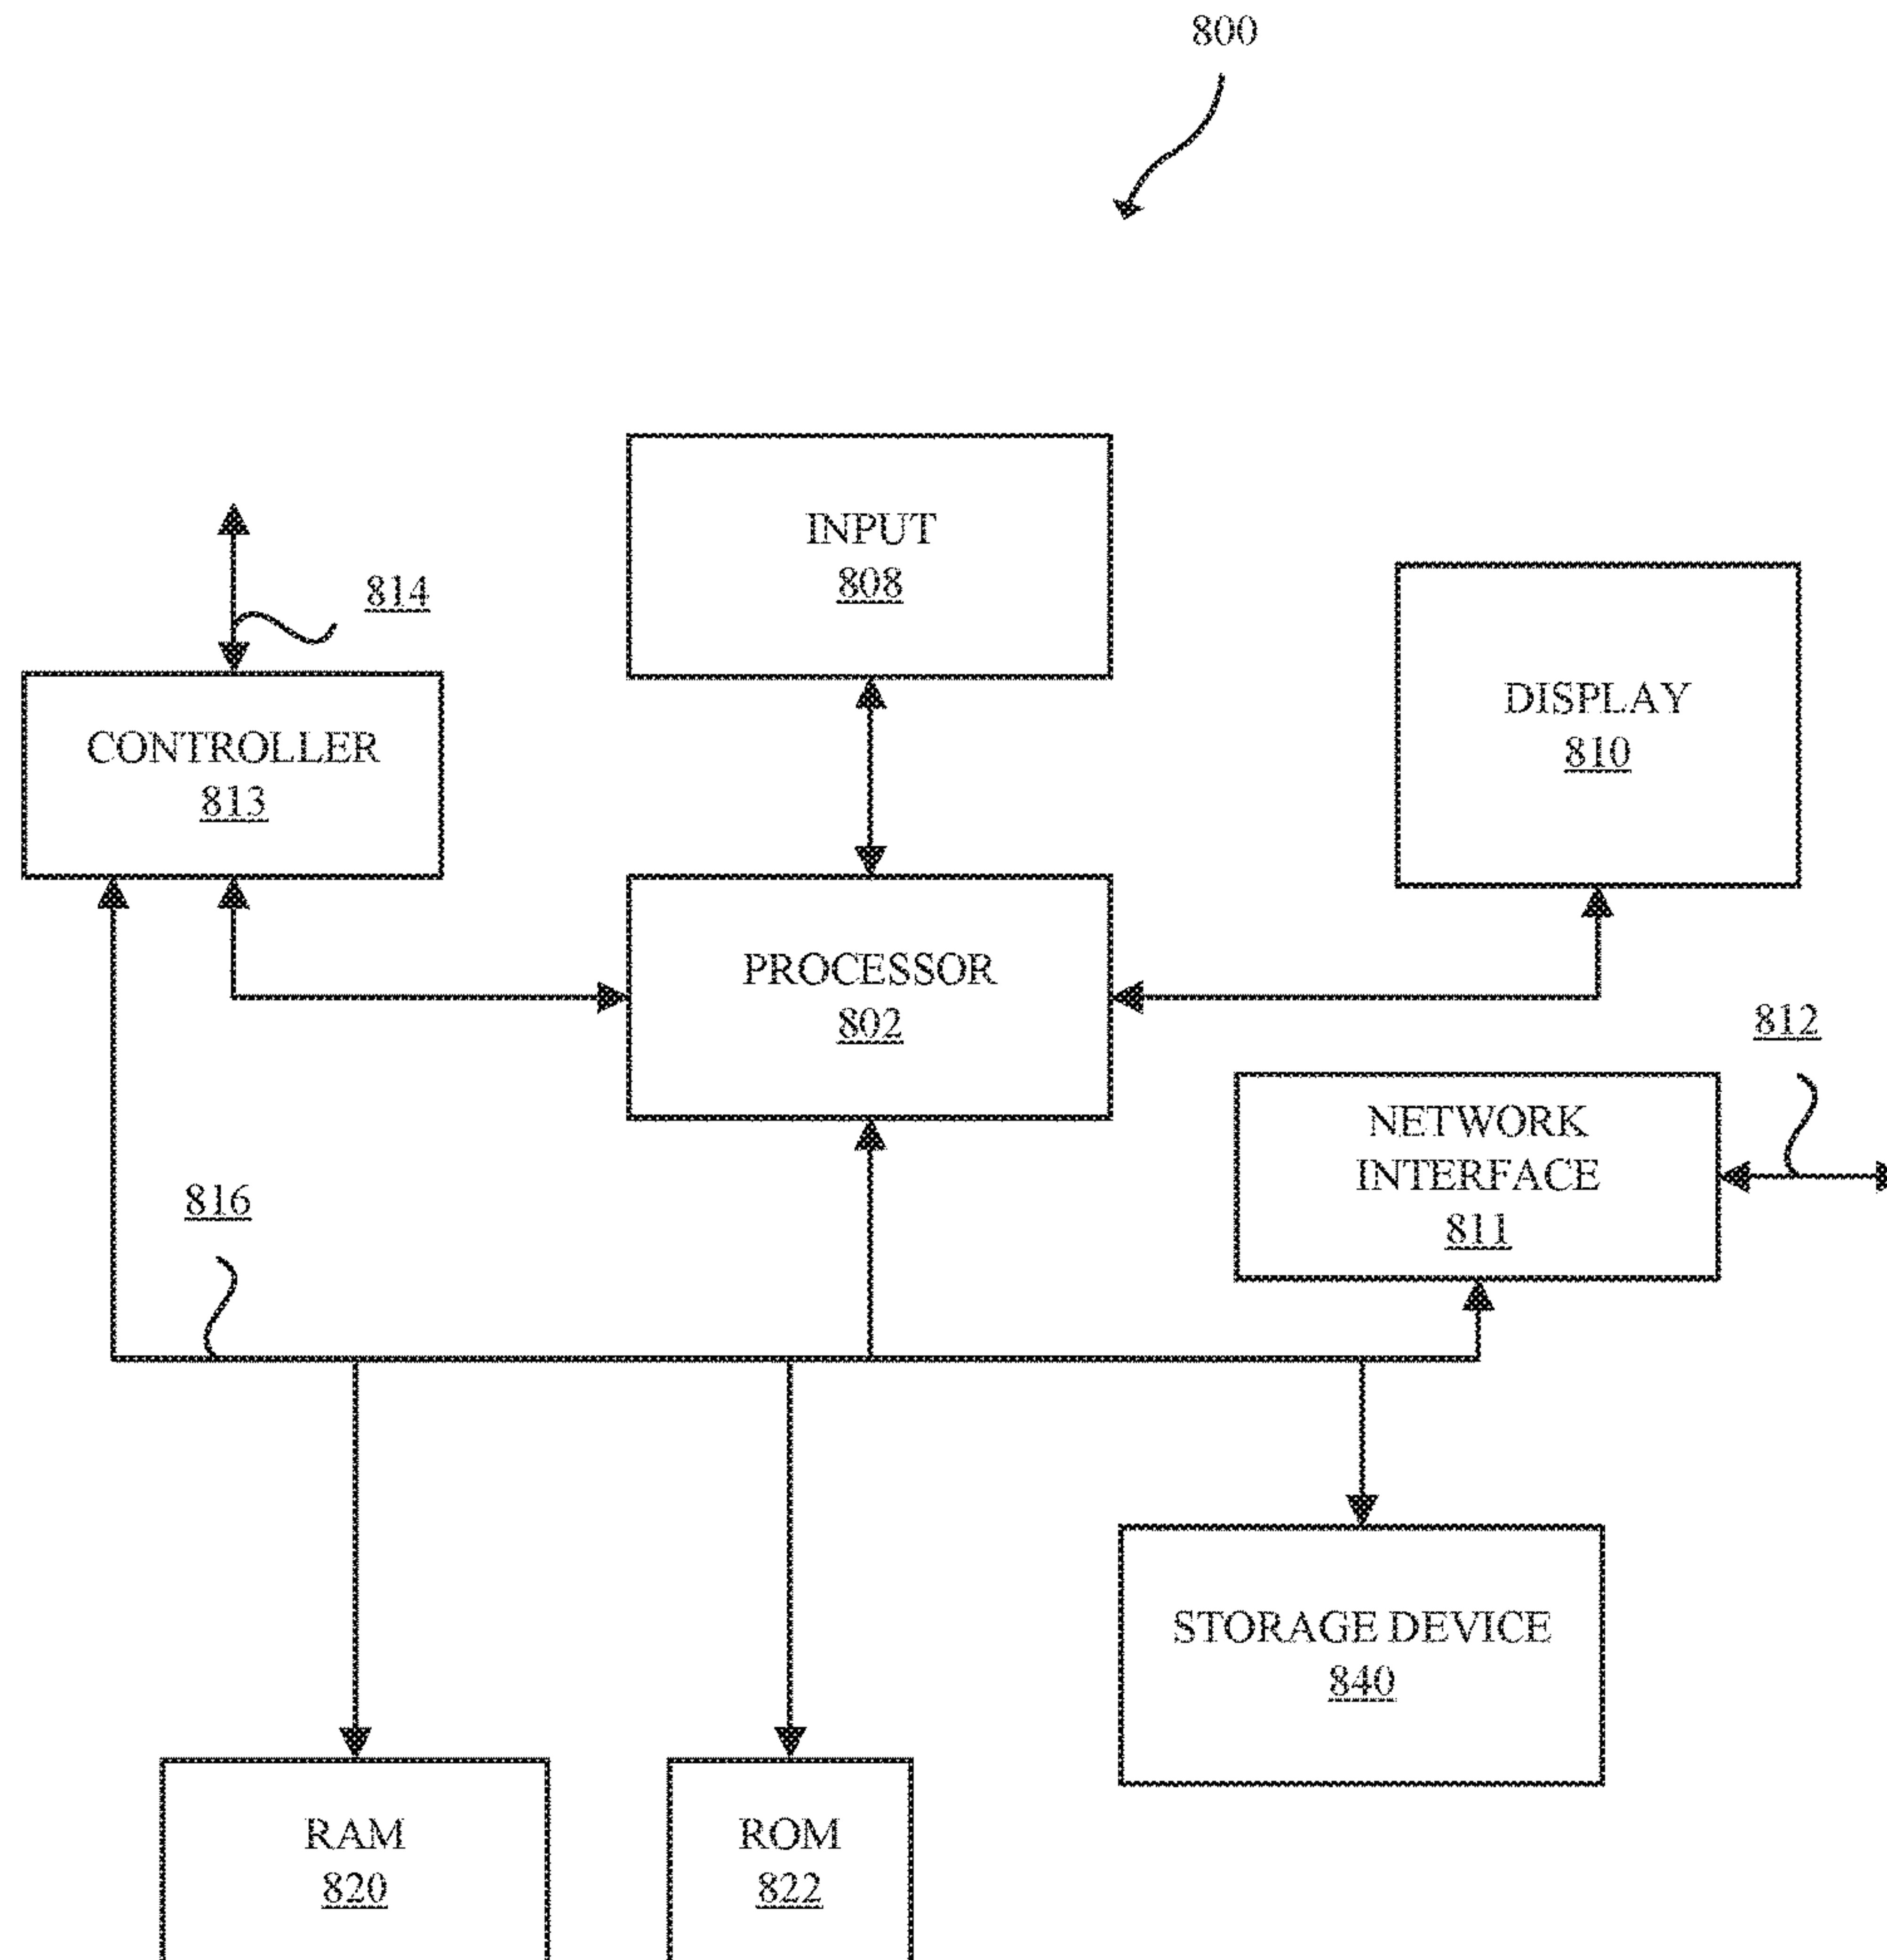 800
INPUT
808
814
DISPLAY
810
CONTROLLER
813
PROCESSOR
802
812
NETWORK
INTERFACE
811
816
STORAGE DEVICE
840
RAM
820
ROM
822